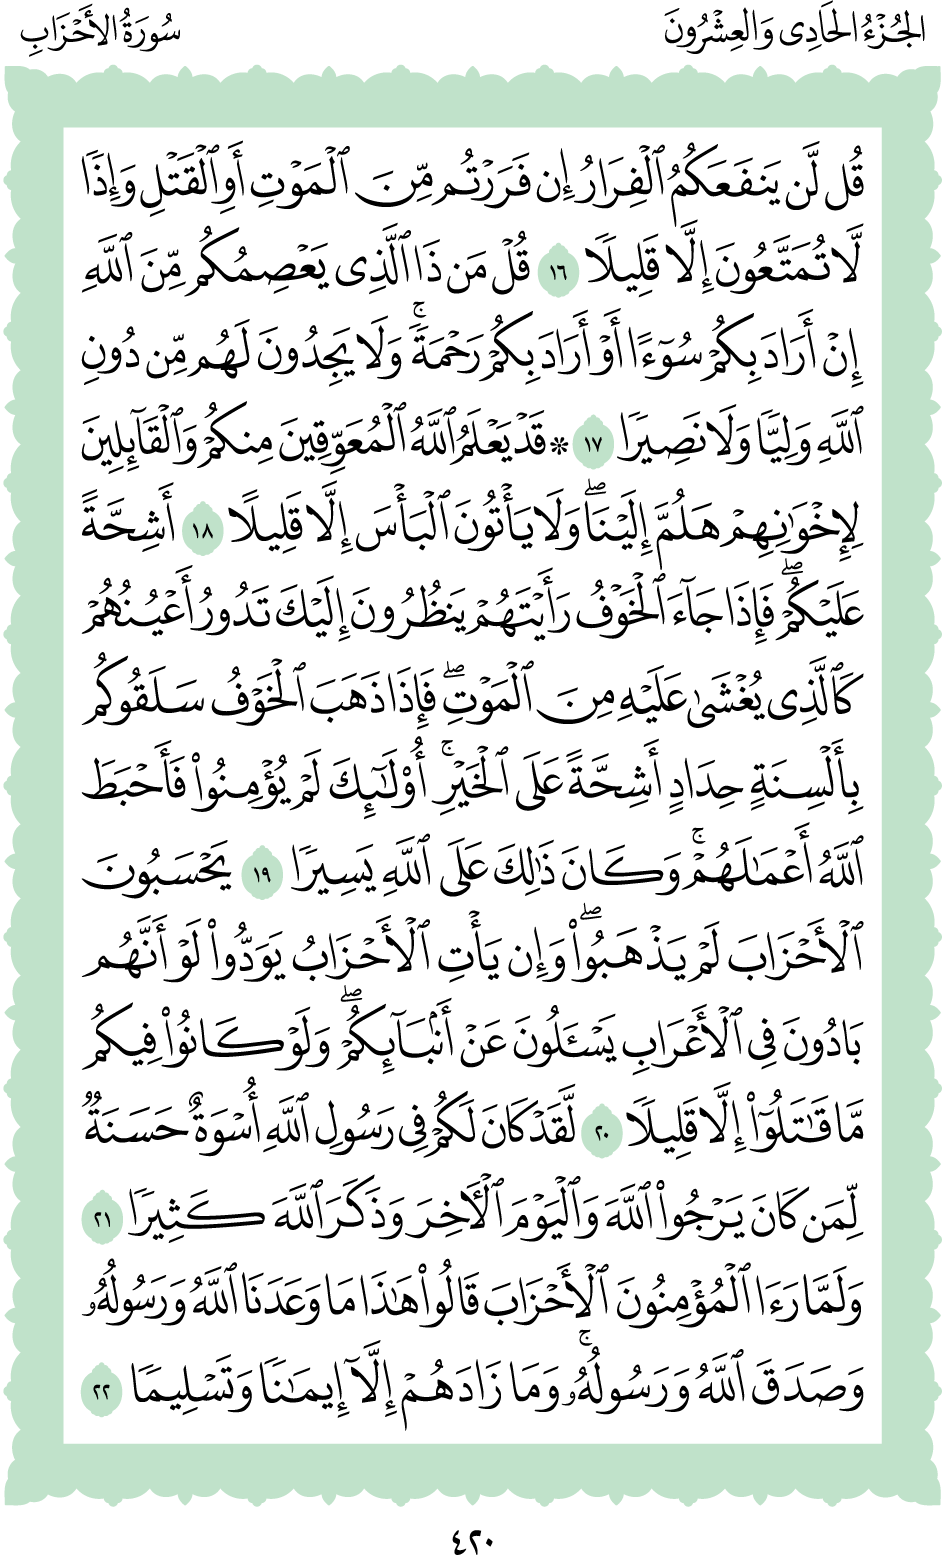 الجُزْءُ الحَادِى وَالعِشْرُونَ
سُورَةُ الأَحْزَابِ
قُل لَّن يَنفَعَكُمُ ٱلْفِرَارُ إِن فَرَرْتُم مِّنَ ٱلْمَوْتِ أَوِ ٱلْقَتْلِ وَإِذًا
لَّا تُمَتَّعُونَ إِلَّا قَلِيلًا ١٦ قُلْ مَن ذَا ٱلَّذِى يَعْصِمُكُم مِّنَ ٱللَّهِ
إِنْ أَرَادَ بِكُمْ سُوٓءًا أَوْ أَرَادَ بِكُمْ رَحْمَةًۚ وَلَا يَجِدُونَ لَهُم مِّن دُونِ
ٱللَّهِ وَلِيًّا وَلَا نَصِيرًا ١٧ * قَدْ يَعْلَمُ ٱللَّهُ ٱلْمُعَوِّقِينَ مِنكُمْ وَٱلْقَآئِلِينَ
لِإِخْوَٰنِهِمْ هَلُمَّ إِلَيْنَاۖ وَلَا يَأْتُونَ ٱلْبَأْسَ إِلَّا قَلِيلًا ١٨ أَشِحَّةً
عَلَيْكُمْۖ فَإِذَا جَآءَ ٱلْخَوْفُ رَأَيْتَهُمْ يَنظُرُونَ إِلَيْكَ تَدُورُ أَعْيُنُهُمْ
كَٱلَّذِى يُغْشَىٰ عَلَيْهِ مِنَ ٱلْمَوْتِۖ فَإِذَا ذَهَبَ ٱلْخَوْفُ سَلَقُوكُم
بِأَلْسِنَةٍ حِدَادٍ أَشِحَّةً عَلَى ٱلْخَيْرِۚ أُو۟لَٰٓئِكَ لَمْ يُؤْمِنُوا۟ فَأَحْبَطَ
ٱللَّهُ أَعْمَٰلَهُمْۚ وَكَانَ ذَٰلِكَ عَلَى ٱللَّهِ يَسِيرًا ١٩ يَحْسَبُونَ
ٱلْأَحْزَابَ لَمْ يَذْهَبُوا۟ۖ وَإِن يَأْتِ ٱلْأَحْزَابُ يَوَدُّوا۟ لَوْ أَنَّهُم
بَادُونَ فِى ٱلْأَعْرَابِ يَسْـَٔلُونَ عَنْ أَنۢبَآئِكُمْۖ وَلَوْ كَانُوا۟ فِيكُم
مَّا قَٰتَلُوٓا۟ إِلَّا قَلِيلًا ٢٠ لَّقَدْ كَانَ لَكُمْ فِى رَسُولِ ٱللَّهِ أُسْوَةٌ حَسَنَةٌ
لِّمَن كَانَ يَرْجُوا۟ ٱللَّهَ وَٱلْيَوْمَ ٱلْءَاخِرَ وَذَكَرَ ٱللَّهَ كَثِيرًا ٢١
وَلَمَّا رَءَا ٱلْمُؤْمِنُونَ ٱلْأَحْزَابَ قَالُوا۟ هَٰذَا مَا وَعَدَنَا ٱللَّهُ وَرَسُولُهُۥ
وَصَدَقَ ٱللَّهُ وَرَسُولُهُۥۚ وَمَا زَادَهُمْ إِلَّآ إِيمَٰنًا وَتَسْلِيمًا ٢٢
٤٢٠